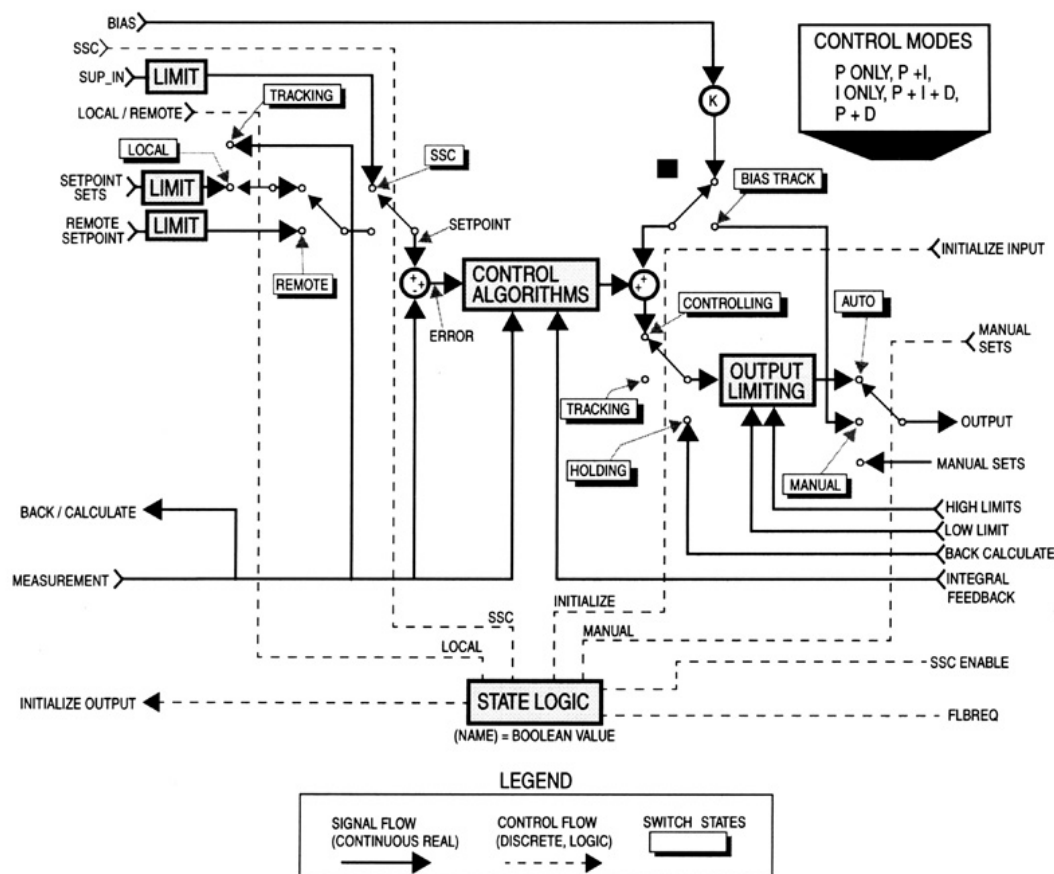 BIAS
SSC
SUP_IN
LIMIT
LOCAL / REMOTE
TRACKING
LOCAL
SSC
SETPOINT
SETS
LIMIT
REMOTE
SETPOINT
LIMIT
REMOTE
SETPOINT
K
CONTROL MODES
P ONLY, P +I,
I ONLY, P + I + D,
P + D
BIAS TRACK
INITIALIZE INPUT
+
+
-
CONTROL
ALGORITHMS
+
+
ERROR
CONTROLLING
AUTO
MANUAL
SETS
OUTPUT
LIMITING
TRACKING
OUTPUT
HOLDING
MANUAL
MANUAL SETS
BACK / CALCULATE
HIGH LIMITS
LOW LIMIT
BACK CALCULATE
MEASUREMENT
INTEGRAL
FEEDBACK
INITIALIZE
SSC
MANUAL
LOCAL
SSC ENABLE
INITIALIZE OUTPUT
STATE LOGIC
FLBREQ
(NAME) = BOOLEAN VALUE
LEGEND
SIGNAL FLOW
(CONTINUOUS REAL)
CONTROL FLOW
(DISCRETE, LOGIC)
SWITCH STATES